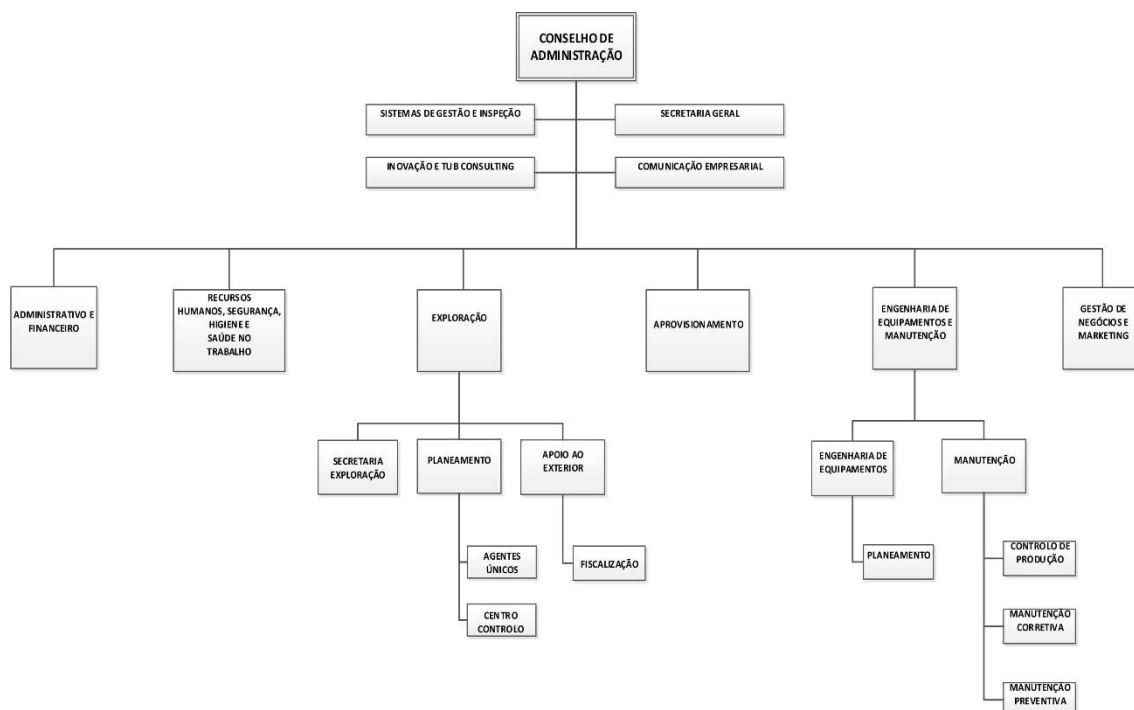 CONSELHO DE
ADMINISTRAÇÃO
SISTEMAS DE GESTÃO E INSPEÇÃO
SECRETARIA GERAL
INOVAÇÃO E TUB CONSULTING
COMUNICAÇÃO EMPRESARIAL
ADMINISTRATIVO E
FINANCEIRO
RECURSOS
HUMANOS, SEGURANÇA,
HIGIENE E
SAÚDE NO
TRABALHO
EXPLORAÇÃO
APROVISIONAMENTO
ENGENHARIA DE
EQUIPAMENTOS E
MANUTENÇÃO
GESTÃO DE
NEGÓCIOS E
MARKETING
SECRETARIA
EXPLORAÇÃO
PLANEAMENTO
APOIO AO
EXTERIOR
ENGENHARIA DE
EQUIPAMENTOS
MANUTENÇÃO
AGENTES
ÚNICOS
FISCALIZAÇÃO
PLANEAMENTO
CONTROLO DE
PRODUÇÃO
CENTRO
CONTROLO
MANUTENÇÃO
CORRETIVA
MANUTENÇÃO
PREVENTIVA